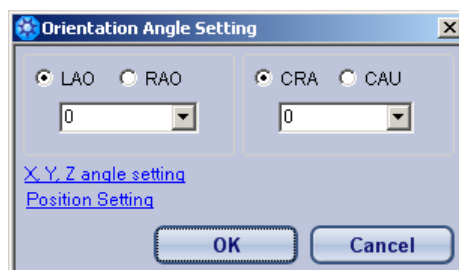 Orientation Angle Setting
LAO RAO CRA CAU
0 0
X, Y, Z angle setting
Position Setting
OK Cancel